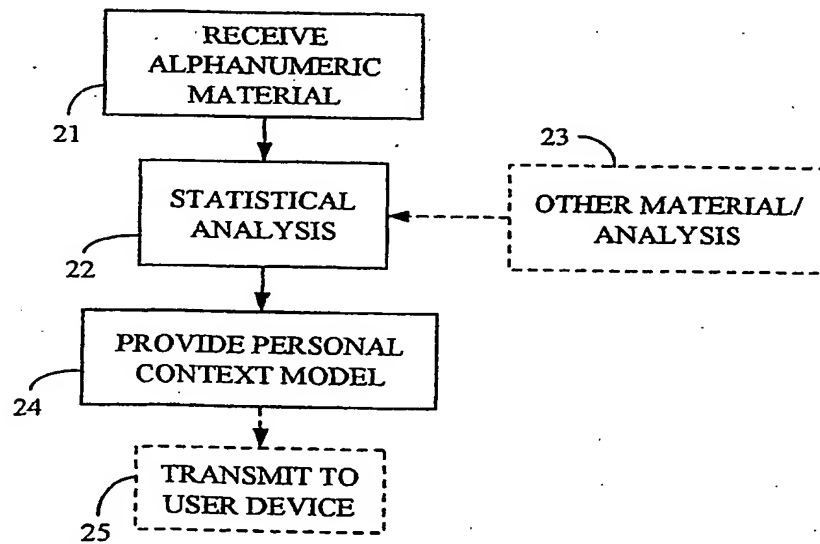 RECEIVE
ALPHANUMERIC
MATERIAL
21
STATISTICAL
ANALYSIS
22
23
OTHER MATERIAL/
ANALYSIS
PROVIDE PERSONAL
CONTEXT MODEL
24
TRANSMIT TO
USER DEVICE
25